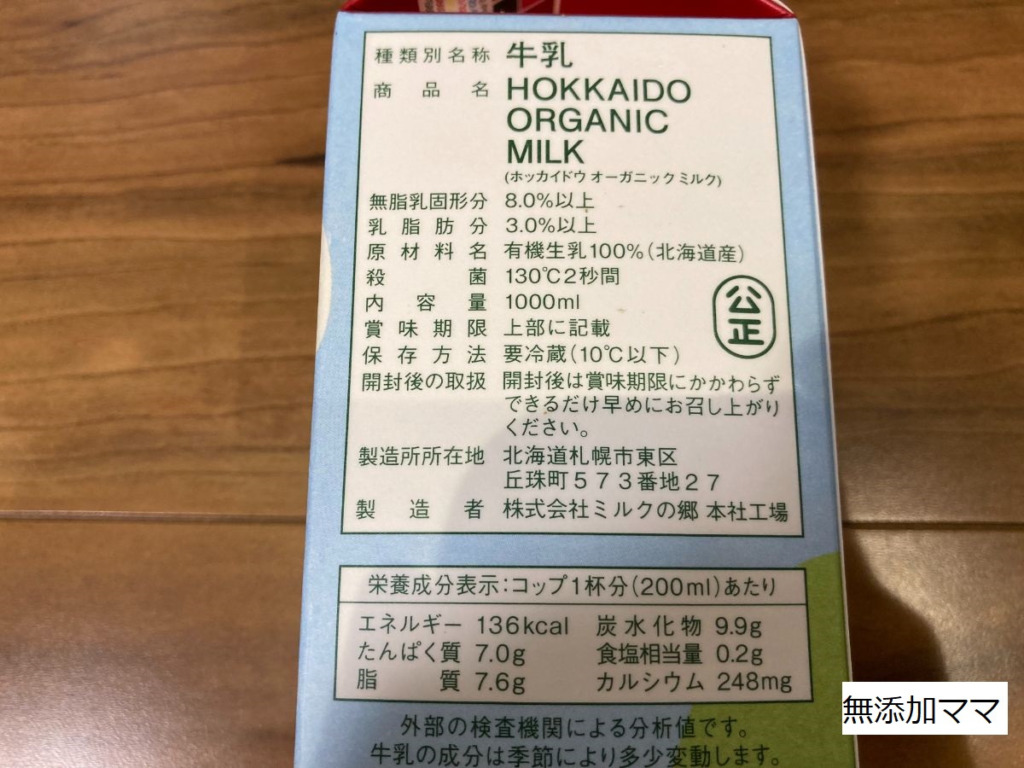 種類別名称 牛乳
商品名 HOKKAIDO
ORGANIC
MILK
(ホッカイドウ オーガニックミルク)
無脂乳固形分 8.0%以上
乳脂肪分 3.0%以上
原材料名 有機生乳100%(北海道産)
殺菌 130℃2秒間
内容量 1000ml
賞味期限 上部に記載
保存方法 要冷蔵(10℃以下)
公正
開封後の取扱 開封後は賞味期限にかかわらず
できるだけ早めにお召し上がり
ください。
製造所所在地 北海道札幌市東区
丘珠町573番地27
製造者 株式会社ミルクの郷 本社工場
栄養成分表示:コップ1杯分(200ml)あたり
エネルギー 136kcal 炭水化物 9.9g
たんぱく質 7.0g 食塩相当量 0.2g
脂質 7.6g カルシウム 248mg
外部の検査機関による分析値です。
牛乳の成分は季節により多少変動します。
無添加ママ